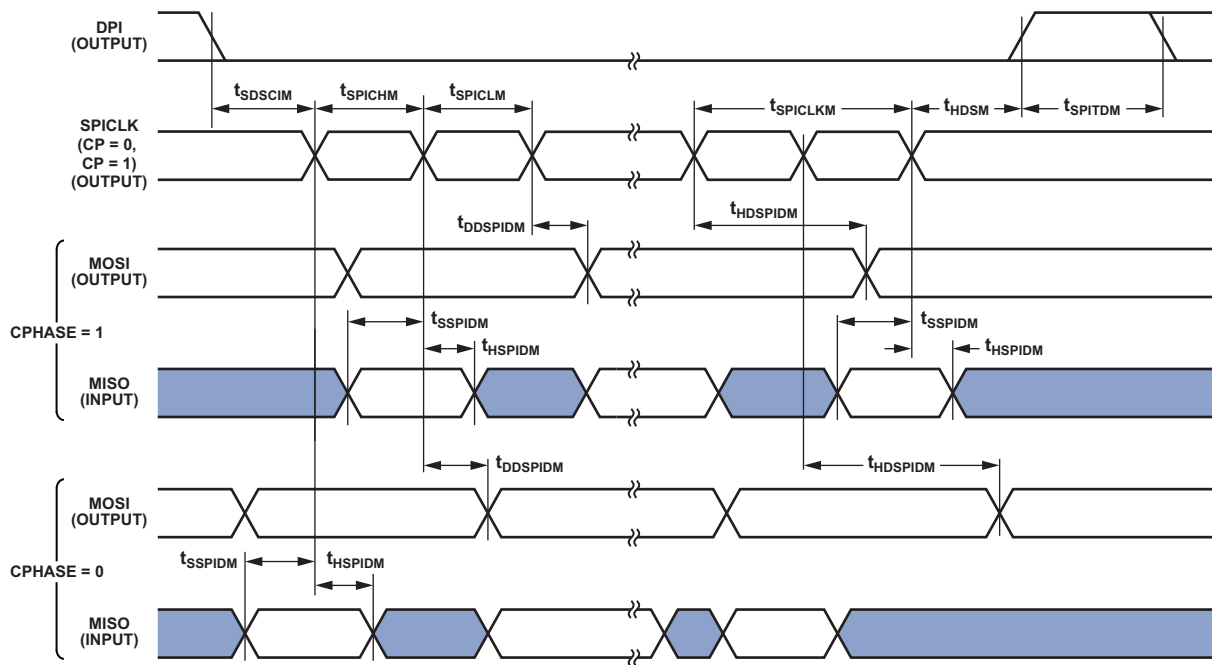 DPI
(OUTPUT)
tSDSCIM
tSPICHM
tSPICLM
tSPICLKM
tHDSM
tSPITDM
SPICLK
(CP = 0,
CP = 1)
(OUTPUT)
tDDSPIDM
tHDSPIDM
MOSI
(OUTPUT)
CPHASE = 1
tSSPIDM
tHSPIDM
tSSPIDM
tHSPIDM
MISO
(INPUT)
tDDSPIDM
tHDSPIDM
MOSI
(OUTPUT)
CPHASE = 0
tSSPIDM
tHSPIDM
MISO
(INPUT)